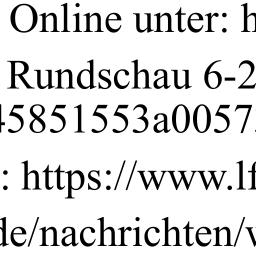 Online unter: h
Rundschau 6-2
45851553a0057
: https://www.lf
de/nachrichten/v